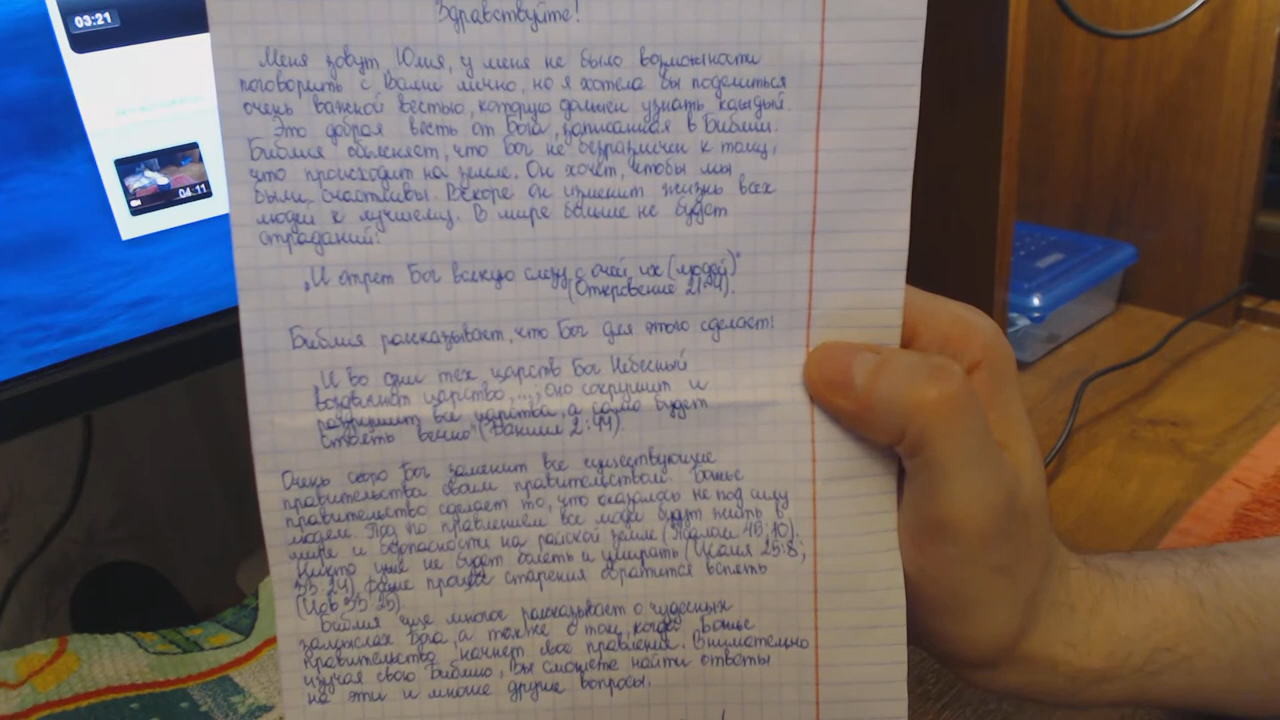 03:21
04:11
Здравствуйте!
Меня зовут Юлия, у меня не было возможности
поговорить с Вами лично, но я хотела бы поделиться
очень важной вестью, которую должен узнать каждый.
Это добрая весть от Бога, записанная в Библии.
Библия объясняет, что Бог не безразличен к тому,
что происходит на земле. Он хочет, чтобы мы
были счастливы. Вскоре он изменит жизнь всех
людей к лучшему. В мире больше не будет
страданий:
„И отрет Бог всякую слезу с очей их (людей)"
(Откровение 21:4).
Библия рассказывает, что Бог для этого сделает:
„И во дни тех царств Бог Небесный
воздвигнет царство, ...; оно сокрушит и
разрушит все царства, а само будет
стоять вечно" (Даниил 2:44).
Очень скоро Бог заменит все существующие
правительства своим правительством. Божье
правительство сделает то, что оказалось не под силу
людям. Под его правлением все люди будут жить в
мире и безопасности на райской земле (Псалом 46:10).
Никто уже не будет болеть и умирать (Исаия 25:8;
33:24) Даже процесс старения обратится вспять
(Иов 33:25).
Библия еще многое рассказывает о чудесных
замыслах Бога, а также о том, когда Божье
правительство начнет свое правление. Внимательно
изучая свою Библию, Вы сможете найти ответы
на эти и многие другие вопросы.